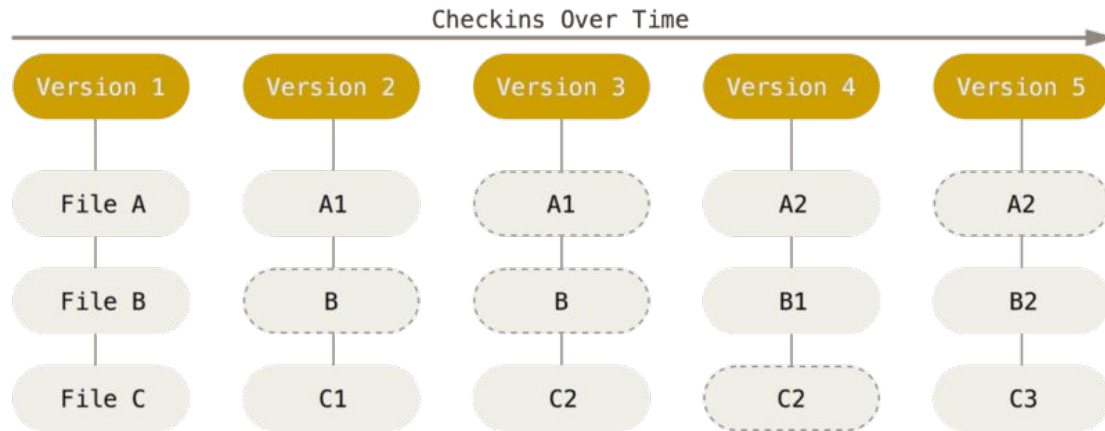 Checkins Over Time
Version 1 Version 2 Version 3 Version 4 Version 5
File A A1 A1 A2 A2
File B B B B1 B2
File C C1 C2 C2 C3